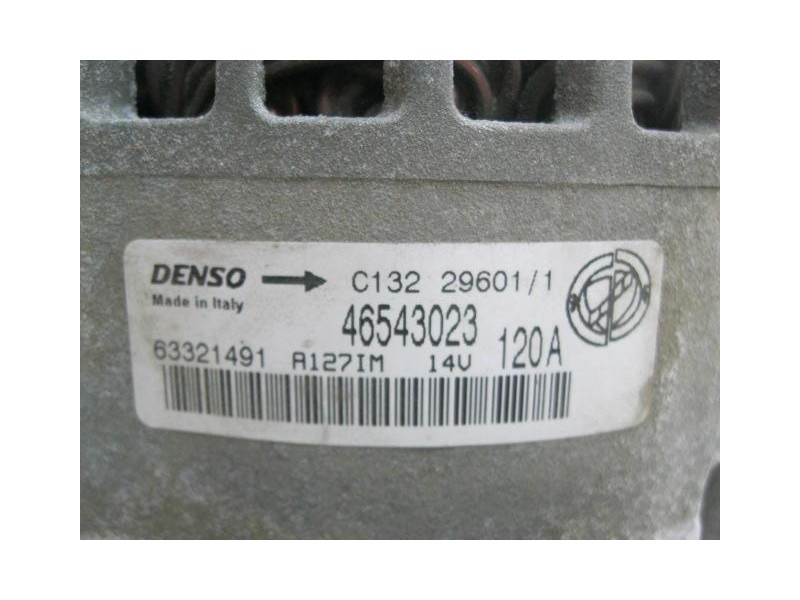 DENSO → C132 29601/1
Made in Italy
46543023
63321491 A127IM 14V 120A